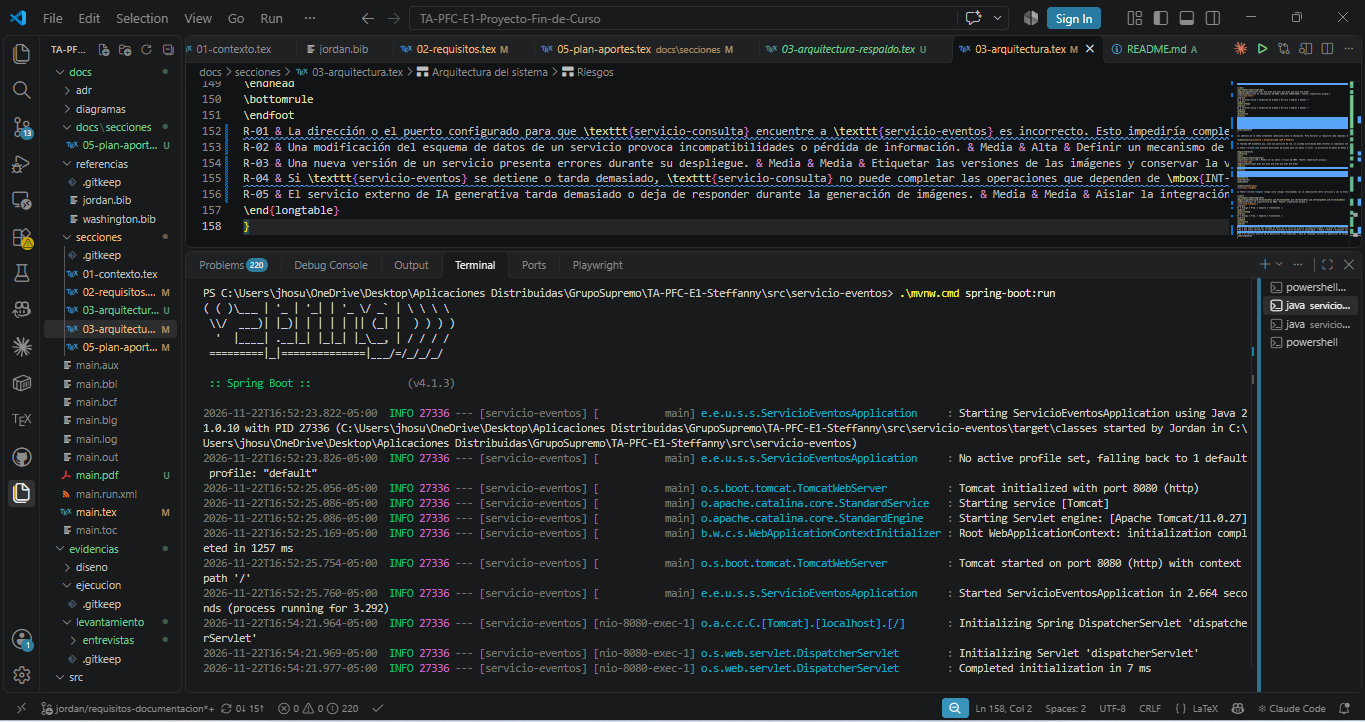 File Edit Selection View Go Run ··· TA-PFC-E1-Proyecto-Fin-de-Curso Sign In
TA-PF...
01-contexto.tex jordan.bib 02-requisitos.tex M 05-plan-aportes.tex docs\secciones M 03-arquitectura-respaldo.tex U 03-arquitectura.tex M README.md A
docs > secciones > 03-arquitectura.tex > Arquitectura del sistema > Riesgos
docs
adr
diagramas
docs\secciones
05-plan-aport... U
referencias
.gitkeep
jordan.bib
washington.bib
secciones
.gitkeep
01-contexto.tex
02-requisitos.... M
03-arquitectur... U
03-arquitectu... M
05-plan-aport... M
main.aux
main.bbl
main.bcf
main.blg
main.log
main.out
main.pdf U
main.run.xml
main.tex M
main.toc
evidencias
diseno
ejecucion
.gitkeep
levantamiento
entrevistas
.gitkeep
src
13
1
149 \endhead
150 \bottomrule
151 \endfoot
152 R-01 & La dirección o el puerto configurado para que \texttt{servicio-consulta} encuentre a \texttt{servicio-eventos} es incorrecto. Esto impediría comple
153 R-02 & Una modificación del esquema de datos de un servicio provoca incompatibilidades o pérdida de información. & Media & Alta & Definir un mecanismo de
154 R-03 & Una nueva versión de un servicio presenta errores durante su despliegue. & Media & Media & Etiquetar las versiones de las imágenes y conservar la v
155 R-04 & Si \texttt{servicio-eventos} se detiene o tarda demasiado, \texttt{servicio-consulta} no puede completar las operaciones que dependen de \mbox{INT-
156 R-05 & El servicio externo de IA generativa tarda demasiado o deja de responder durante la generación de imágenes. & Media & Media & Aislar la integración
157 \end{longtable}
158 }
Problems 220 Debug Console Output Terminal Ports Playwright
PS C:\Users\jhosu\OneDrive\Desktop\Aplicaciones Distribuidas\GrupoSupremo\TA-PFC-E1-Steffanny\src\servicio-eventos> .\mvnw.cmd spring-boot:run
( ( )\___ | '_ | '_| | '_ \/ _` | \ \ \ \
 \\/  ___)| |_)| | | | | || (_| |  ) ) ) )
  '  |____| .__|_| |_|_| |_\__, | / / / /
 =========|_|==============|___/=/_/_/_/
:: Spring Boot :: (v4.1.3)
2026-11-22T16:52:23.822-05:00 INFO 27336 --- [servicio-eventos] [ main] e.e.u.s.s.ServicioEventosApplication : Starting ServicioEventosApplication using Java 2
1.0.10 with PID 27336 (C:\Users\jhosu\OneDrive\Desktop\Aplicaciones Distribuidas\GrupoSupremo\TA-PFC-E1-Steffanny\src\servicio-eventos\target\classes started by Jordan in C:\
Users\jhosu\OneDrive\Desktop\Aplicaciones Distribuidas\GrupoSupremo\TA-PFC-E1-Steffanny\src\servicio-eventos)
2026-11-22T16:52:23.826-05:00 INFO 27336 --- [servicio-eventos] [ main] e.e.u.s.s.ServicioEventosApplication : No active profile set, falling back to 1 default
profile: "default"
2026-11-22T16:52:25.056-05:00 INFO 27336 --- [servicio-eventos] [ main] o.s.boot.tomcat.TomcatWebServer : Tomcat initialized with port 8080 (http)
2026-11-22T16:52:25.086-05:00 INFO 27336 --- [servicio-eventos] [ main] o.apache.catalina.core.StandardService : Starting service [Tomcat]
2026-11-22T16:52:25.086-05:00 INFO 27336 --- [servicio-eventos] [ main] o.apache.catalina.core.StandardEngine : Starting Servlet engine: [Apache Tomcat/11.0.27]
2026-11-22T16:52:25.169-05:00 INFO 27336 --- [servicio-eventos] [ main] b.w.c.s.WebApplicationContextInitializer : Root WebApplicationContext: initialization compl
eted in 1257 ms
2026-11-22T16:52:25.754-05:00 INFO 27336 --- [servicio-eventos] [ main] o.s.boot.tomcat.TomcatWebServer : Tomcat started on port 8080 (http) with context
path '/'
2026-11-22T16:52:25.760-05:00 INFO 27336 --- [servicio-eventos] [ main] e.e.u.s.s.ServicioEventosApplication : Started ServicioEventosApplication in 2.664 seco
nds (process running for 3.292)
2026-11-22T16:54:21.964-05:00 INFO 27336 --- [servicio-eventos] [nio-8080-exec-1] o.a.c.c.C.[Tomcat].[localhost].[/] : Initializing Spring DispatcherServlet 'dispatche
rServlet'
2026-11-22T16:54:21.969-05:00 INFO 27336 --- [servicio-eventos] [nio-8080-exec-1] o.s.web.servlet.DispatcherServlet : Initializing Servlet 'dispatcherServlet'
2026-11-22T16:54:21.977-05:00 INFO 27336 --- [servicio-eventos] [nio-8080-exec-1] o.s.web.servlet.DispatcherServlet : Completed initialization in 7 ms
powershell...
java servicio...
java servicio...
powershell
jordan/requisitos-documentacion*+ 0↓ 15↑ 0 0 220 Ln 158, Col 2 Spaces: 2 UTF-8 CRLF { } LaTeX Claude Code